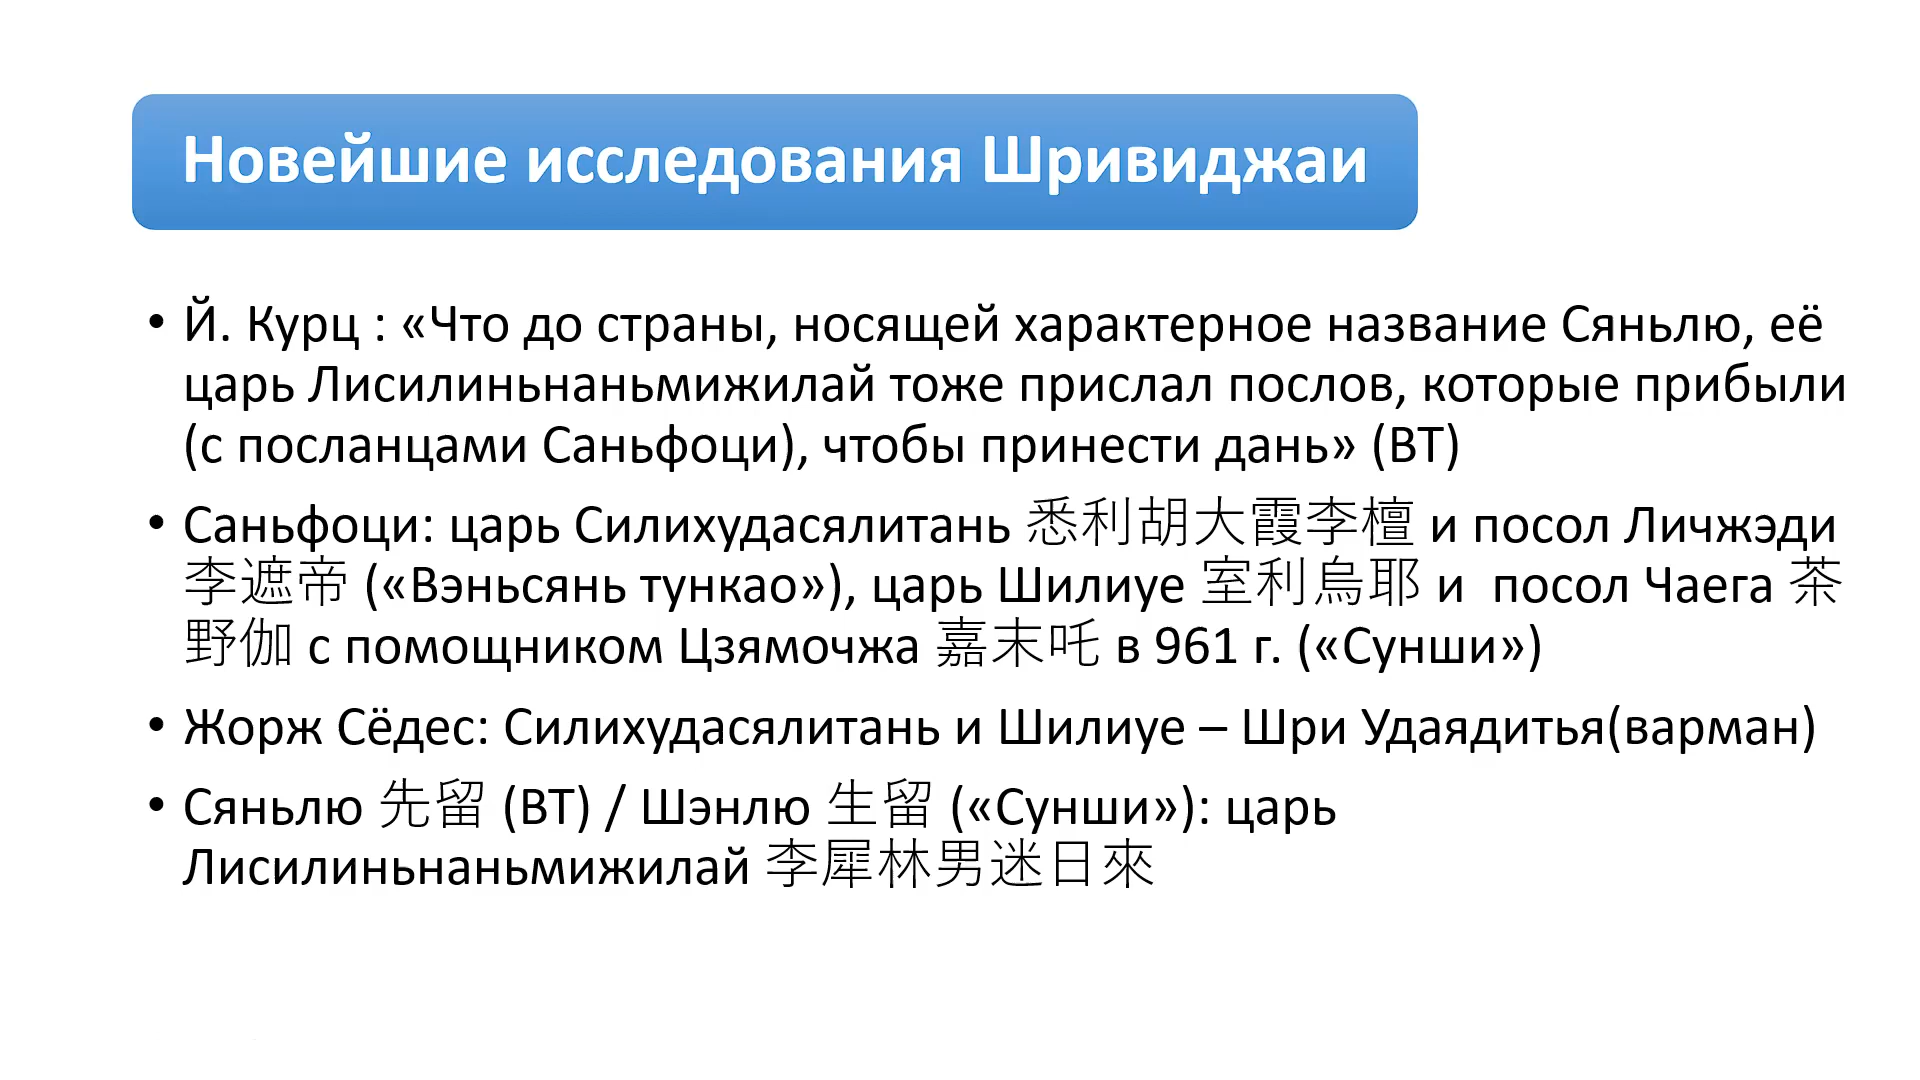 Новейшие исследования Шривиджаи
• Й. Курц : «Что до страны, носящей характерное название Сяньлю, её
царь Лисилиньнаньмижилай тоже прислал послов, которые прибыли
(с посланцами Саньфоци), чтобы принести дань» (ВТ)
• Саньфоци: царь Силихудасялитань 悉利胡大霞李檀 и посол Личжэди
李遮帝 («Вэньсянь тункао»), царь Шилиуе 室利烏耶 и посол Чаега 茶
野伽 с помощником Цзямочжа 嘉末吒 в 961 г. («Сунши»)
• Жорж Сёдес: Силихудасялитань и Шилиуе – Шри Удаядитья(варман)
• Сяньлю 先留 (ВТ) / Шэнлю 生留 («Сунши»): царь
Лисилиньнаньмижилай 李犀林男迷日來